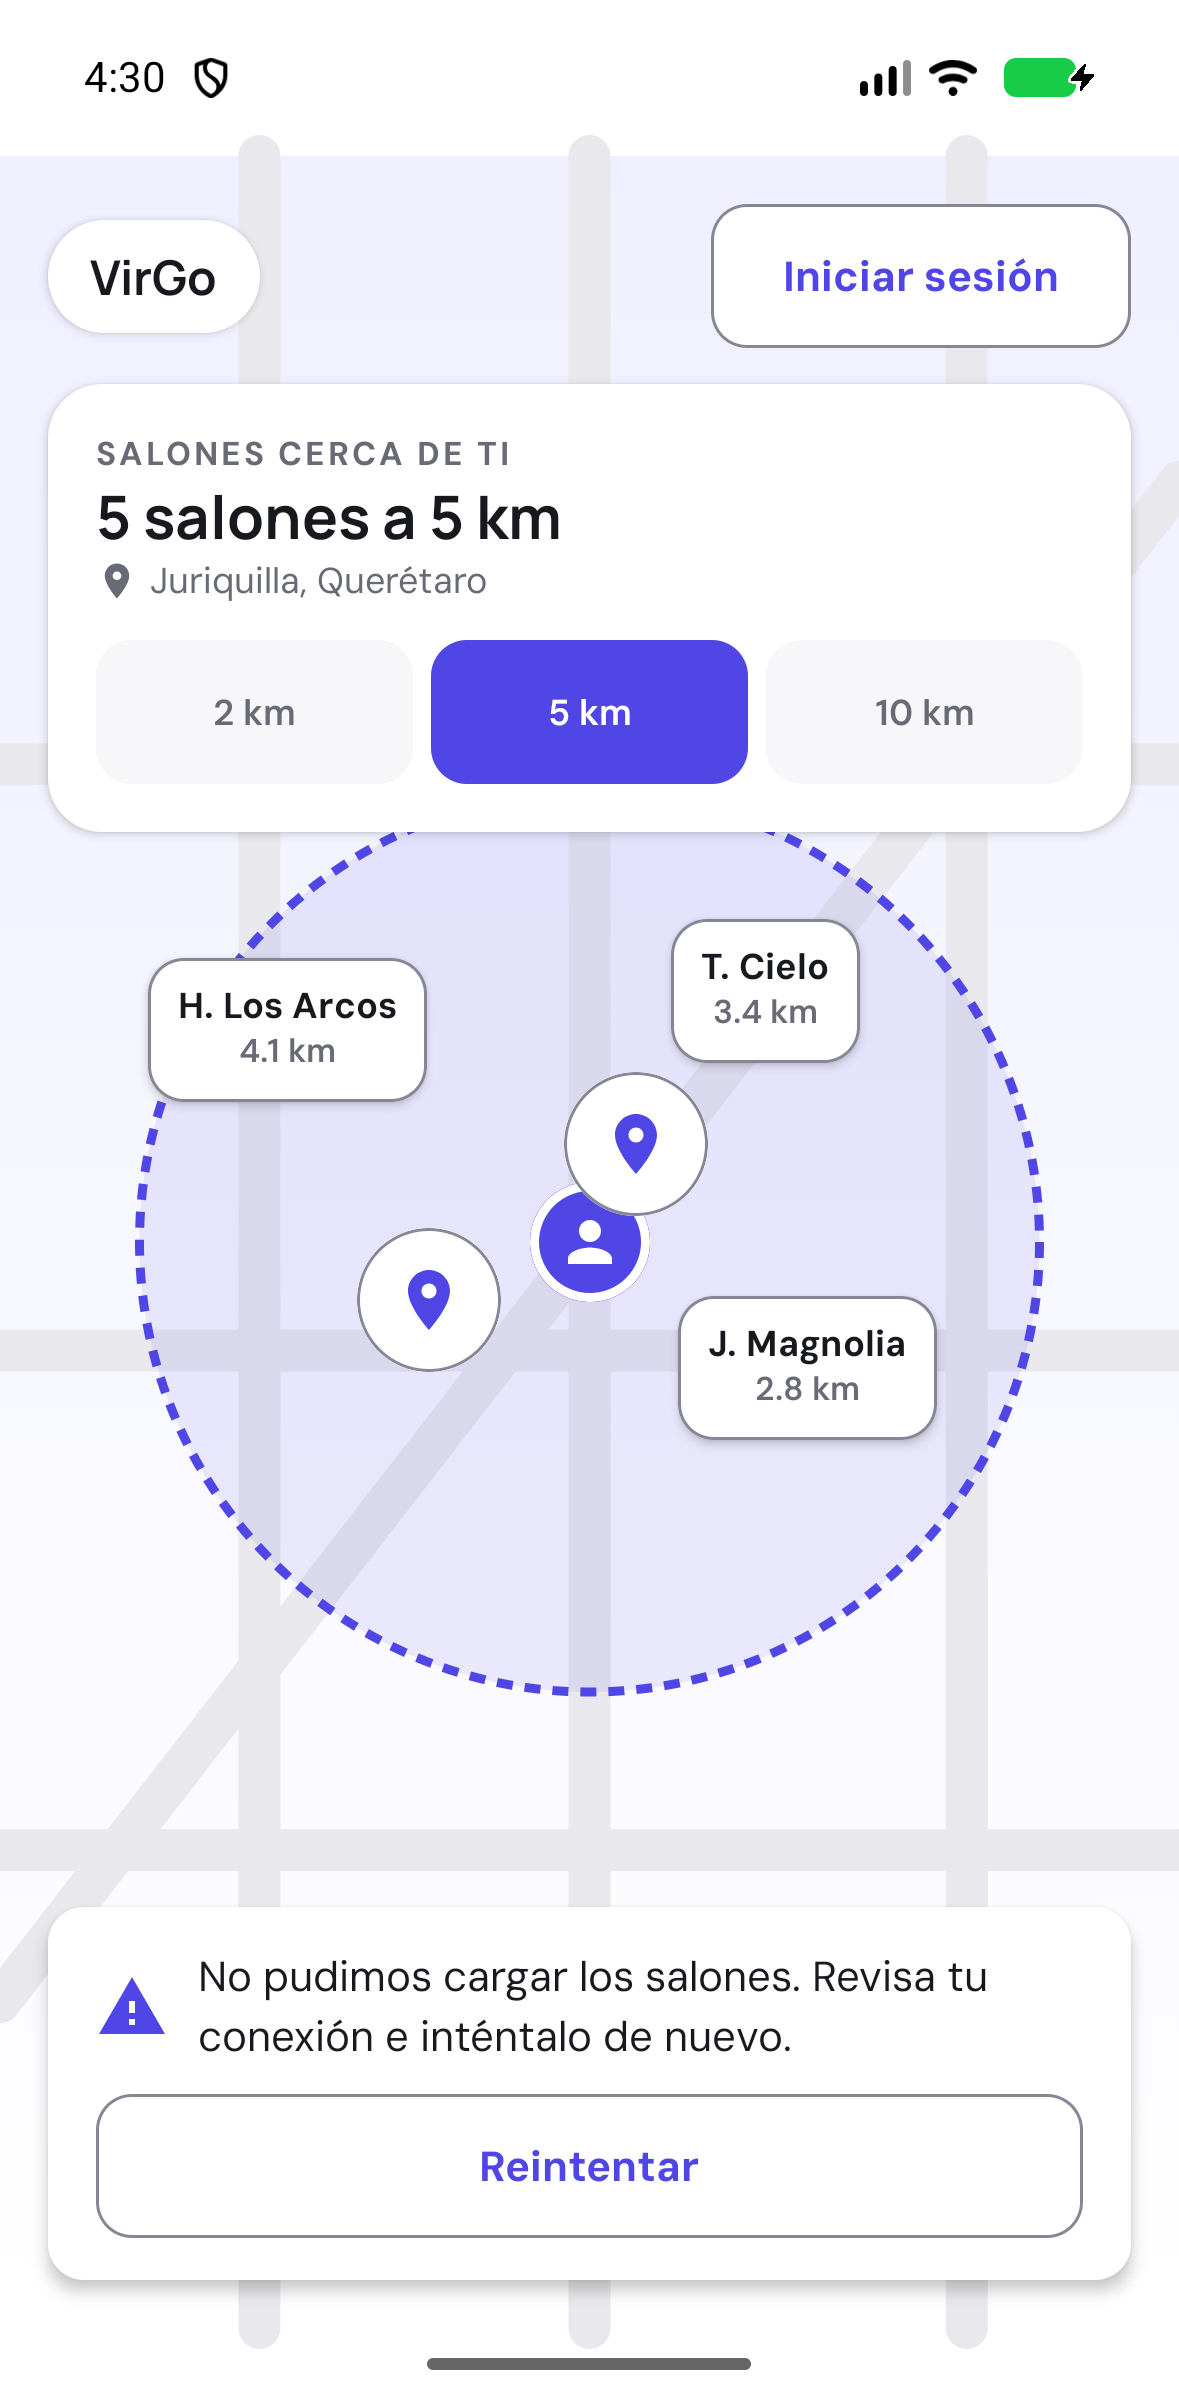 4:30
VirGo
Iniciar sesión
SALONES CERCA DE TI
5 salones a 5 km
Juriquilla, Querétaro
2 km
5 km
10 km
T. Cielo
3.4 km
H. Los Arcos
4.1 km
J. Magnolia
2.8 km
No pudimos cargar los salones. Revisa tu
conexión e inténtalo de nuevo.
Reintentar